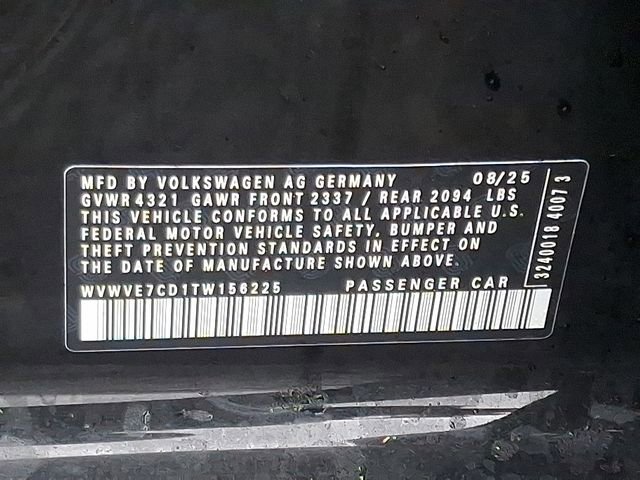 MFD BY VOLKSWAGEN AG GERMANY 08/25
GVWR 4321 GAWR FRONT 2337 / REAR 2094 LBS
THIS VEHICLE CONFORMS TO ALL APPLICABLE U.S.
FEDERAL MOTOR VEHICLE SAFETY, BUMPER AND
THEFT PREVENTION STANDARDS IN EFFECT ON
THE DATE OF MANUFACTURE SHOWN ABOVE.
WVWVE7CD1TW156225 PASSENGER CAR
3240018 4007 3